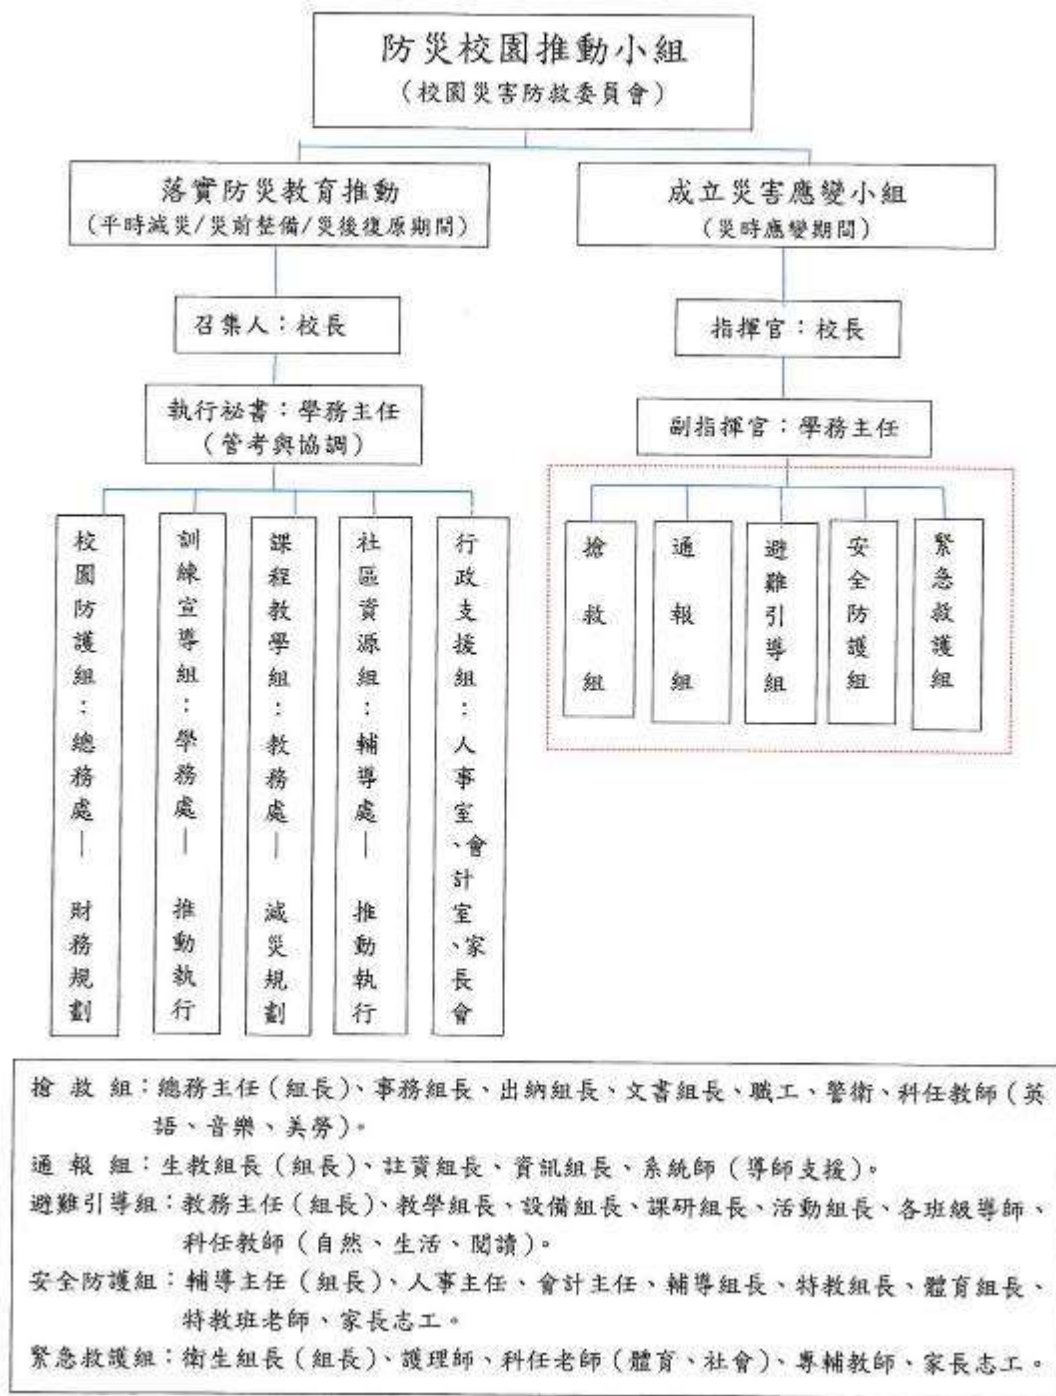 防災校園推動小組
(校園災害防救委員會)
落實防災教育推動
(平時減災/災前整備/災後復原期間)
成立災害應變小組
(災時應變期間)
召集人：校長
指揮官：校長
執行祕書：學務主任
(管考與協調)
副指揮官：學務主任
校園防護組：總務處—財務規劃
訓練宣導組：學務處—推動執行
課程教學組：教務處—減災規劃
社區資源組：輔導處—推動執行
行政支援組：人事室、會計室、家長會
搶救組
通報組
避難引導組
安全防護組
緊急救護組
搶救組：總務主任(組長)、事務組長、出納組長、文書組長、職工、警衛、科任教師(英
語、音樂、美勞)。
通報組：生教組長(組長)、註資組長、資訊組長、系統師(導師支援)。
避難引導組：教務主任(組長)、教學組長、設備組長、課研組長、活動組長、各班級導師、
科任教師(自然、生活、閱讀)。
安全防護組：輔導主任(組長)、人事主任、會計主任、輔導組長、特教組長、體育組長、
特教班老師、家長志工。
緊急救護組：衛生組長(組長)、護理師、科任老師(體育、社會)、專輔教師、家長志工。